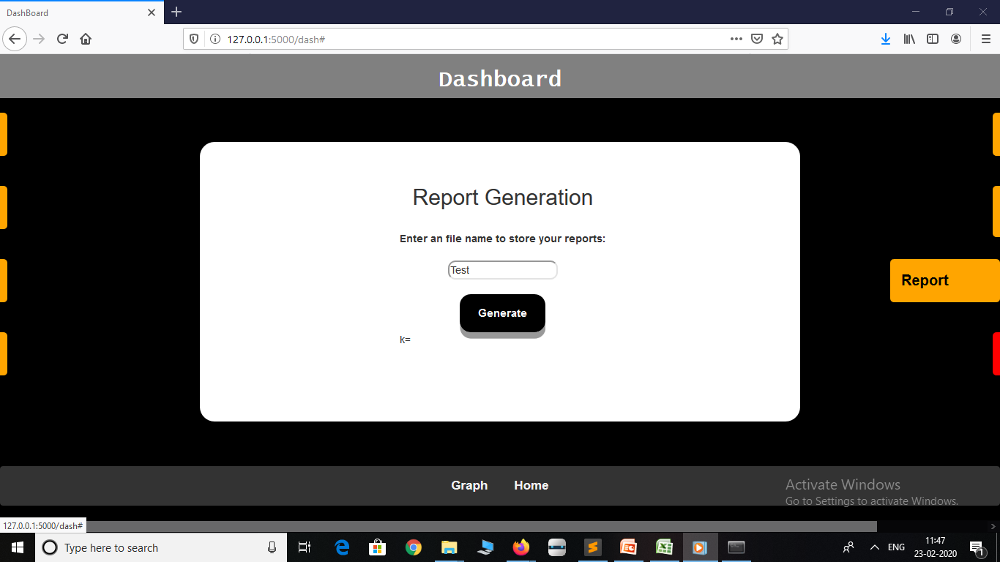 DashBoard
127.0.0.1:5000/dash#
Dashboard
Report Generation
Enter an file name to store your reports:
Test
Report
Generate
k=
Graph Home
Activate Windows
Go to Settings to activate Windows.
127.0.0.1:5000/dash#
Type here to search
ENG
11:47
23-02-2020
1